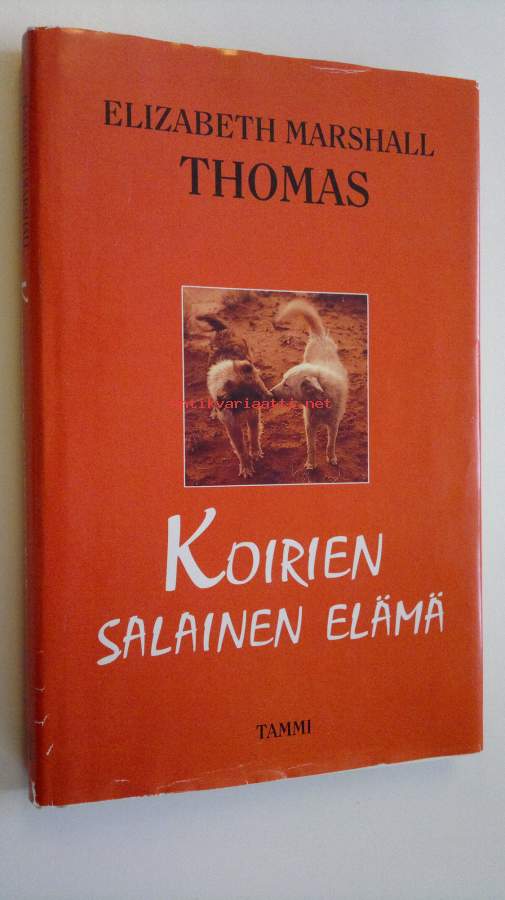 ELIZABETH MARSHALL
THOMAS
antikvariaatti.net
KOIRIEN
SALAINEN ELÄMÄ
TAMMI